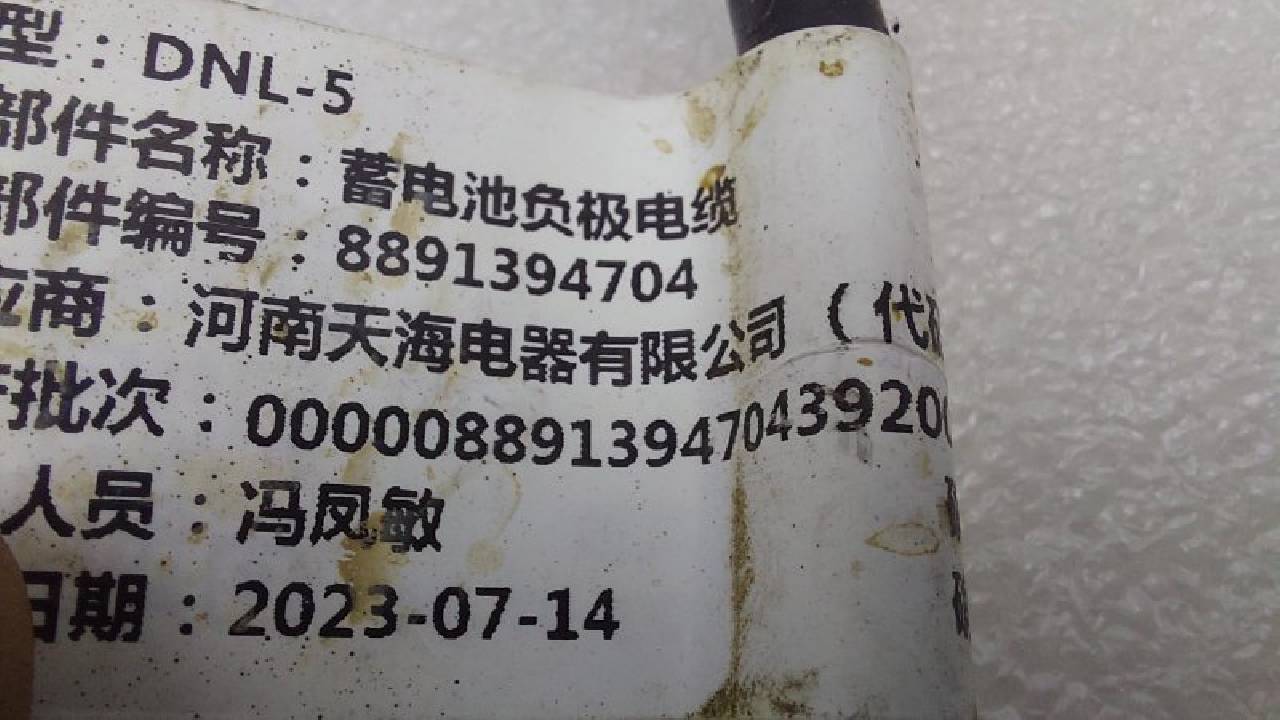 型：DNL-5
部件名称：蓄电池负极电缆
部件编号：8891394704
应商：河南天海电器有限公司（代码
批次：00000889139470439200
人员：冯凤敏
日期：2023-07-14